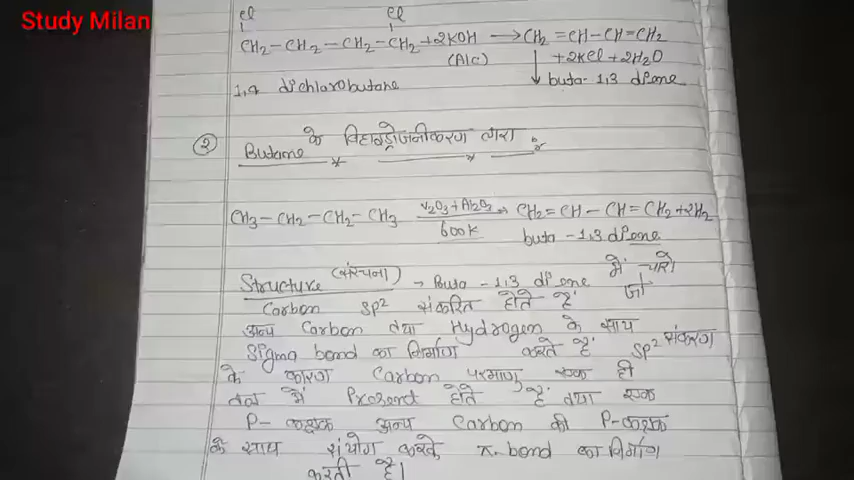 Study Milan
Cl Cl
CH2-CH2-CH2-CH2+2KOH → CH2=CH-CH=CH2
(Alc) +2KCl+2H2O
1,4 dichlorobutane buta-1,3 diene
② Butane के विहाइड्रोजनीकरण द्वारा
CH3-CH2-CH2-CH3 V2O3+Al2O2 → CH2=CH-CH=CH2+2H2
600K buta-1,3 diene
Structure (संरचना) → Buta-1,3 diene में चारो
Carbon SP2 संकरित होते हैं जो
अन्य Carbon तथा Hydrogen के साथ
Sigma bond का निर्माण करते हैं SP2 संकरण
के कारण Carbon परमाणु एक ही
तल में Present होते हैं तथा एक
P-कक्षक अन्य Carbon की P-कक्षक
के साथ संयोग करके π-bond का निर्माण
करती है।